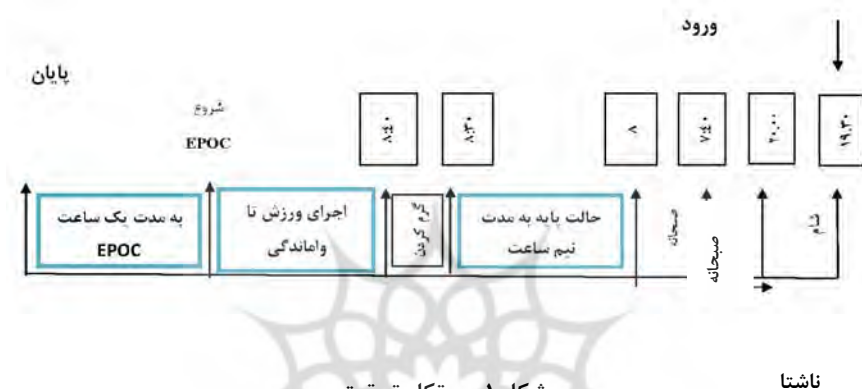 ورود
پایان
شروع
EPOC
۱۹.۳۰
۲۰.۰۰
۷:۴۰
۸
۸:۳۰
۸:۴۰
شام
صبحانه
صبحانه
حالت پایه به مدت
نیم ساعت
گرم کردن
اجرای ورزش تا
واماندگی
به مدت یک ساعت
EPOC
ناشتا